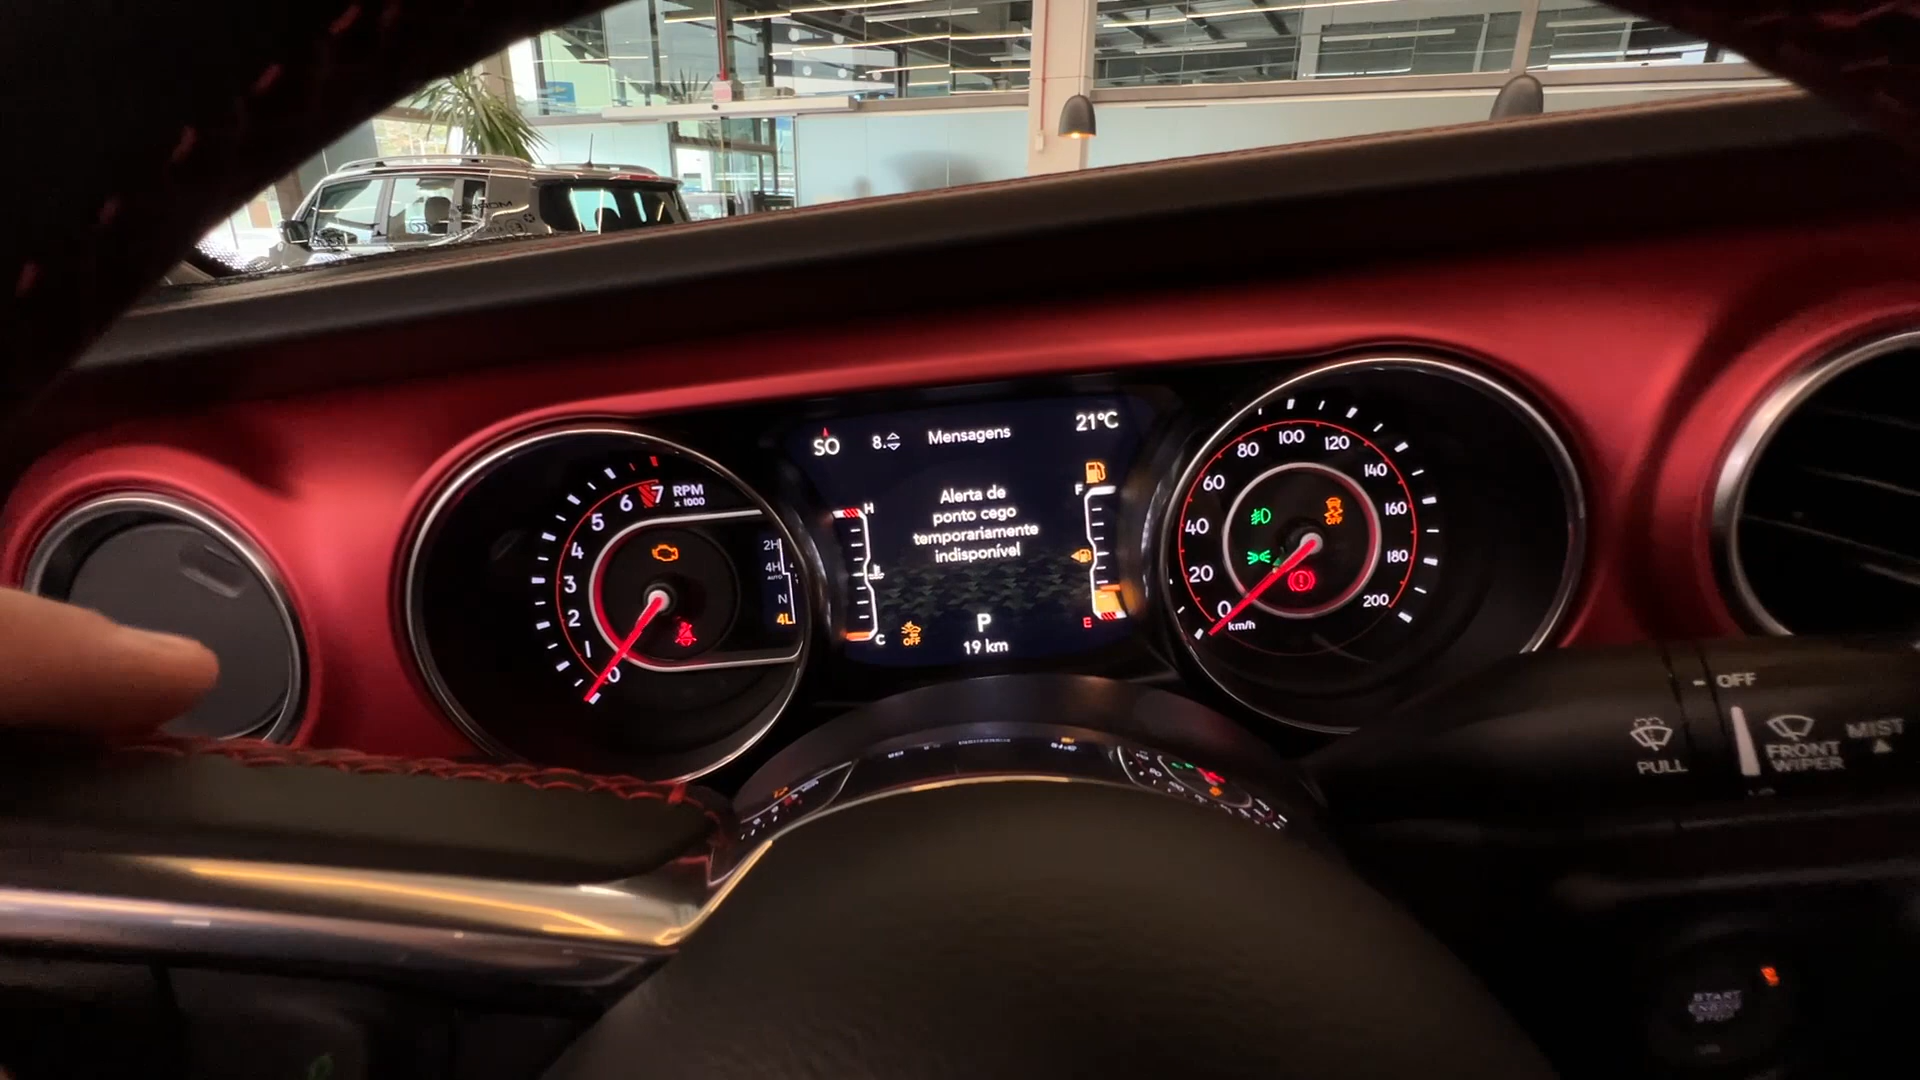 MOPAR
SO
8.
Mensagens
21°C
Alerta de
ponto cego
temporariamente
indisponível
H
C
F
E
OFF
P
19 km
RPM
x 1000
0
1
2
3
4
5
6
7
2H
4H
AUTO
N
4L
0
20
40
60
80
100
120
140
160
180
200
km/h
OFF
OFF
PULL
FRONT
WIPER
MIST
START
ENGINE
STOP